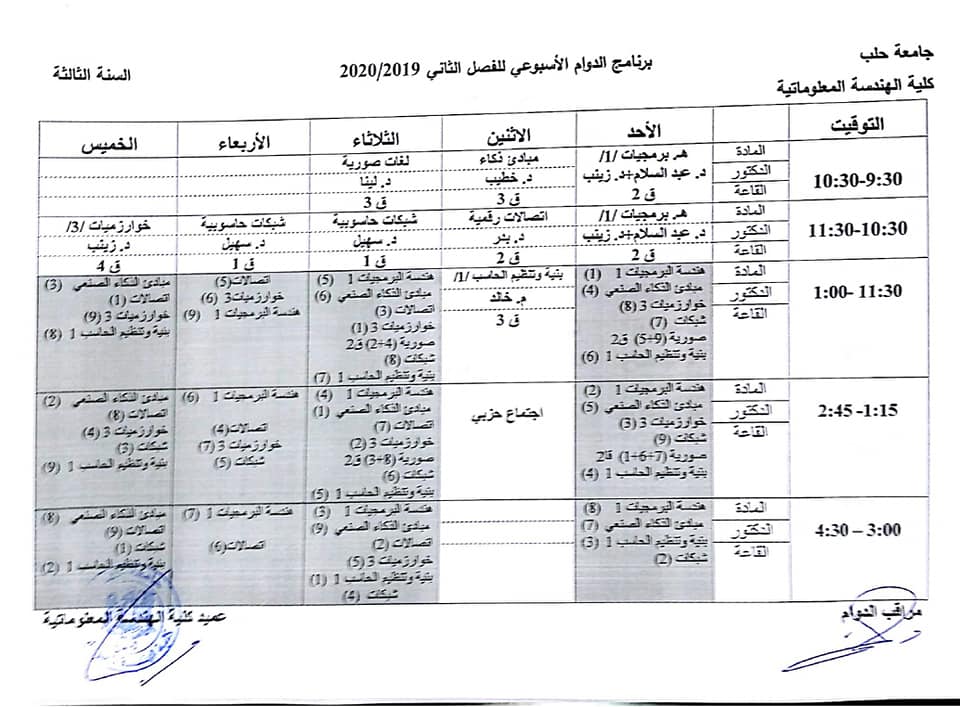 جامعة حلب
كلية الهندسة المعلوماتية
برنامج الدوام الأسبوعي للفصل الثاني 2020/2019
السنة الثالثة
التوقيت الأحد الاثنين الثلاثاء الأربعاء الخميس
10:30-9:30
المادة هـ برمجيات /1/ مبادئ ذكاء لغات صورية
الدكتور د. عبد السلام+د. زينب د. خطيب د. لينا
القاعة ق 2 ق 3 ق 3
11:30-10:30
المادة هـ برمجيات /1/ اتصالات رقمية شبكات حاسوبية شبكات حاسوبية خوارزميات /3/
الدكتور د. عبد السلام+د. زينب د. بدر د. سهيل د. سهيل د. زينب
القاعة ق 2 ق 2 ق 1 ق 1 ق 4
1:00- 11:30
المادة
الدكتور
القاعة
هندسة البرمجيات 1 (1)
مبادئ الذكاء الصنعي (4)
خوارزميات 3 (8)
شبكات (7)
صورية (9+5) ق2
بنية وتنظيم الحاسب 1 (6)
بنية وتنظيم الحاسب /1/
م. خالد
ق 3
هندسة البرمجيات 1 (5)
مبادئ الذكاء الصنعي (6)
اتصالات (3)
خوارزميات 3 (1)
صورية (4+2) ق2
شبكات (8)
بنية وتنظيم الحاسب 1 (7)
اتصالات(5)
خوارزميات3 (6)
هندسة البرمجيات 1 (9)
مبادئ الذكاء الصنعي (3)
اتصالات (1)
خوارزميات 3 (9)
بنية وتنظيم الحاسب 1 (8)
2:45 -1:15
المادة
الدكتور
القاعة
هندسة البرمجيات 1 (2)
مبادئ الذكاء الصنعي (5)
خوارزميات 3 (3)
شبكات (9)
صورية (7+6+1) قا2
بنية وتنظيم الحاسب 1 (4)
اجتماع حزبي
هندسة البرمجيات 1 (4)
مبادئ الذكاء الصنعي (1)
اتصالات (7)
خوارزميات 3 (2)
صورية (8+3) ق2
شبكات (6)
بنية وتنظيم الحاسب 1 (5)
هندسة البرمجيات 1 (6)
اتصالات(4)
خوارزميات3 (7)
شبكات (5)
مبادئ الذكاء الصنعي (2)
اتصالات (8)
خوارزميات 3 (4)
شبكات (3)
بنية وتنظيم الحاسب 1 (9)
4:30 – 3:00
المادة
الدكتور
القاعة
هندسة البرمجيات 1 (8)
مبادئ الذكاء الصنعي (7)
بنية وتنظيم الحاسب 1 (3)
شبكات (2)
هندسة البرمجيات 1 (3)
مبادئ الذكاء الصنعي (9)
اتصالات (2)
خوارزميات 3 (5)
بنية وتنظيم الحاسب 1 (1)
شبكات (4)
هندسة البرمجيات 1 (7)
اتصالات(6)
مبادئ الذكاء الصنعي (8)
اتصالات (9)
شبكات (1)
بنية وتنظيم الحاسب 1 (2)
مراقب الدوام
عميد كلية الهندسة المعلوماتية